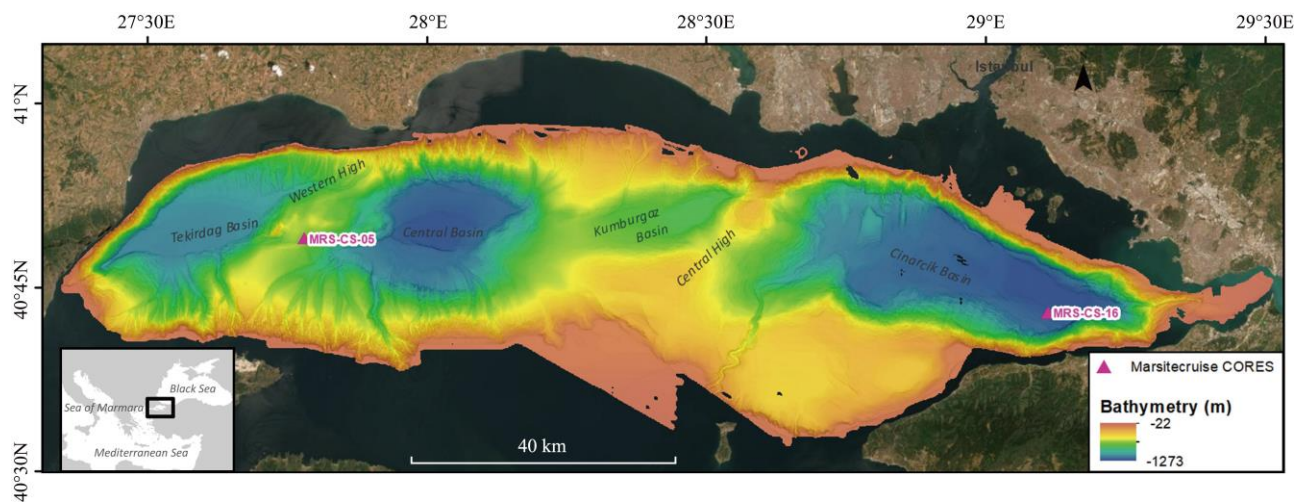 27°30E
28°E
28°30E
29°E
29°30E
41°N
40°45N
40°30N
Istanbul
Western High
Tekirdag Basin
MRS-CS-05
Central Basin
Kumburgaz
Basin
Central High
Cinarcik Basin
MRS-CS-16
Black Sea
Sea of Marmara
Mediterranean Sea
40 km
Marsitecruise CORES
Bathymetry (m)
-22
-1273